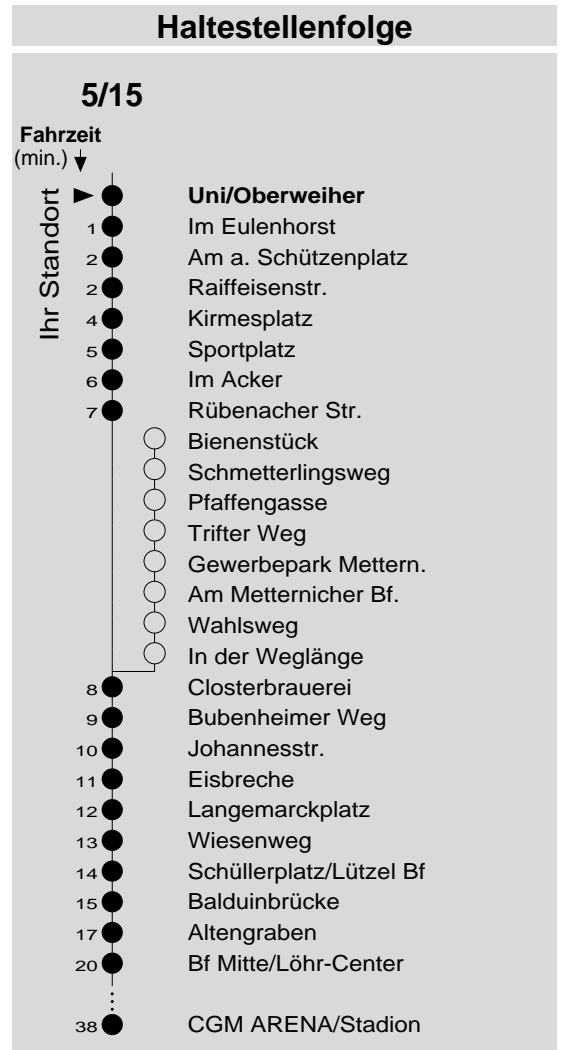 Haltestellenfolge
5/15
Fahrzeit
(min.)
Ihr Standort
Uni/Oberweiher
1 Im Eulenhorst
2 Am a. Schützenplatz
2 Raiffeisenstr.
4 Kirmesplatz
5 Sportplatz
6 Im Acker
7 Rübenacher Str.
Bienenstück
Schmetterlingsweg
Pfaffengasse
Trifter Weg
Gewerbepark Mettern.
Am Metternicher Bf.
Wahlsweg
In der Weglänge
8 Closterbrauerei
9 Bubenheimer Weg
10 Johannesstr.
11 Eisbreche
12 Langemarckplatz
13 Wiesenweg
14 Schüllerplatz/Lützel Bf
15 Balduinbrücke
17 Altengraben
20 Bf Mitte/Löhr-Center
38 CGM ARENA/Stadion